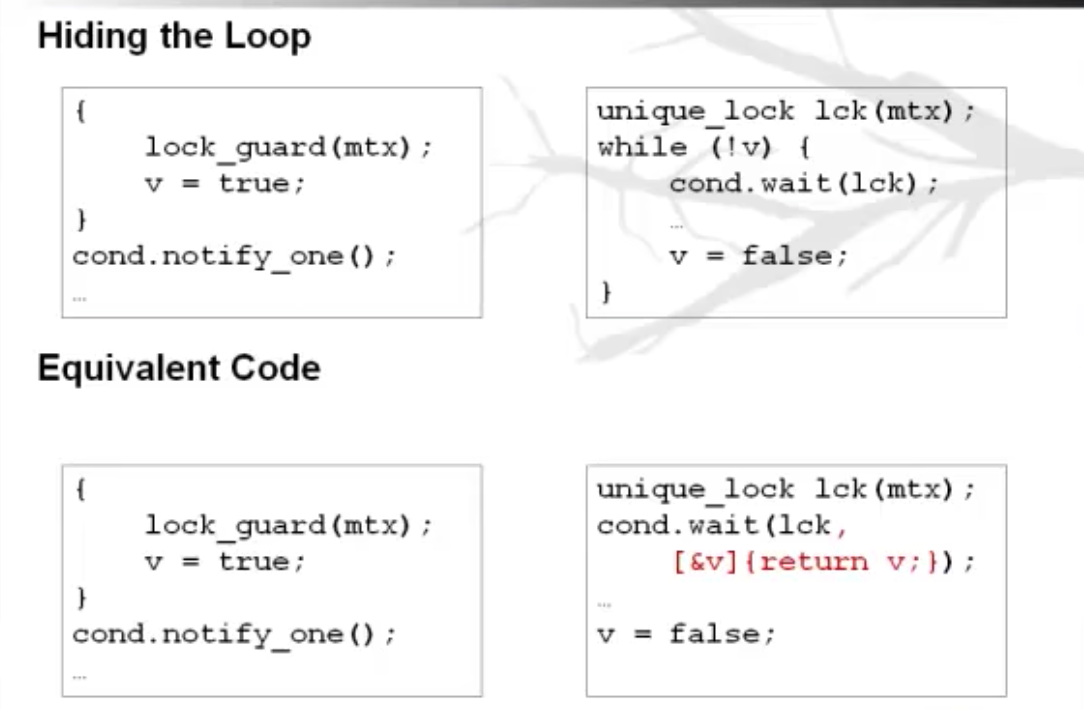 Hiding the Loop
{
lock_guard(mtx);
v = true;
}
cond.notify_one();
...
unique_lock lck(mtx);
while (!v) {
cond.wait(lck);
...
v = false;
}
Equivalent Code
{
lock_guard(mtx);
v = true;
}
cond.notify_one();
...
unique_lock lck(mtx);
cond.wait(lck,
[&v]{return v;});
...
v = false;